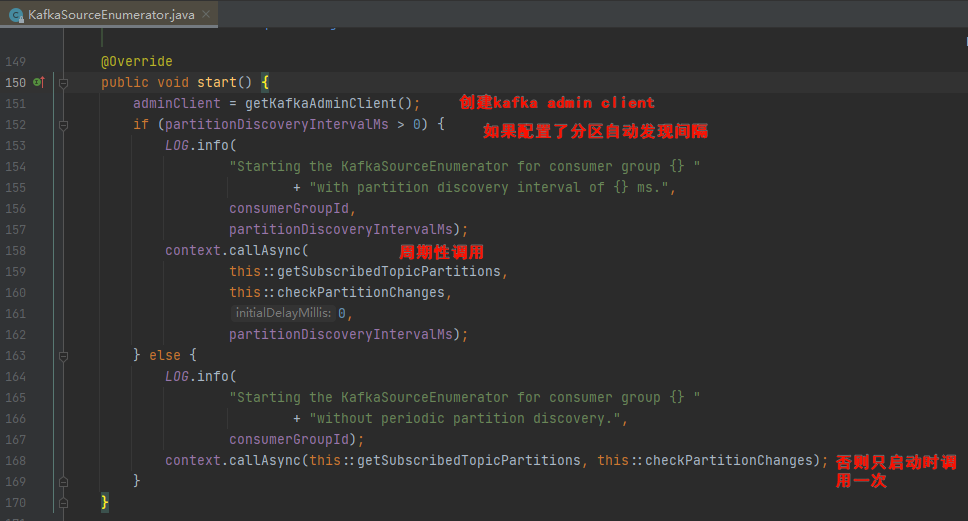 KafkaSourceEnumerator.java
149 @Override
150 public void start() {
151 adminClient = getKafkaAdminClient(); 创建kafka admin client
152 if (partitionDiscoveryIntervalMs > 0) { 如果配置了分区自动发现间隔
153 LOG.info(
154 "Starting the KafkaSourceEnumerator for consumer group {} "
155 + "with partition discovery interval of {} ms.",
156 consumerGroupId,
157 partitionDiscoveryIntervalMs);
158 context.callAsync( 周期性调用
159 this::getSubscribedTopicPartitions,
160 this::checkPartitionChanges,
161 initialDelayMillis: 0,
162 partitionDiscoveryIntervalMs);
163 } else {
164 LOG.info(
165 "Starting the KafkaSourceEnumerator for consumer group {} "
166 + "without periodic partition discovery.",
167 consumerGroupId);
168 context.callAsync(this::getSubscribedTopicPartitions, this::checkPartitionChanges); 否则只启动时调
用一次
169 }
170 }